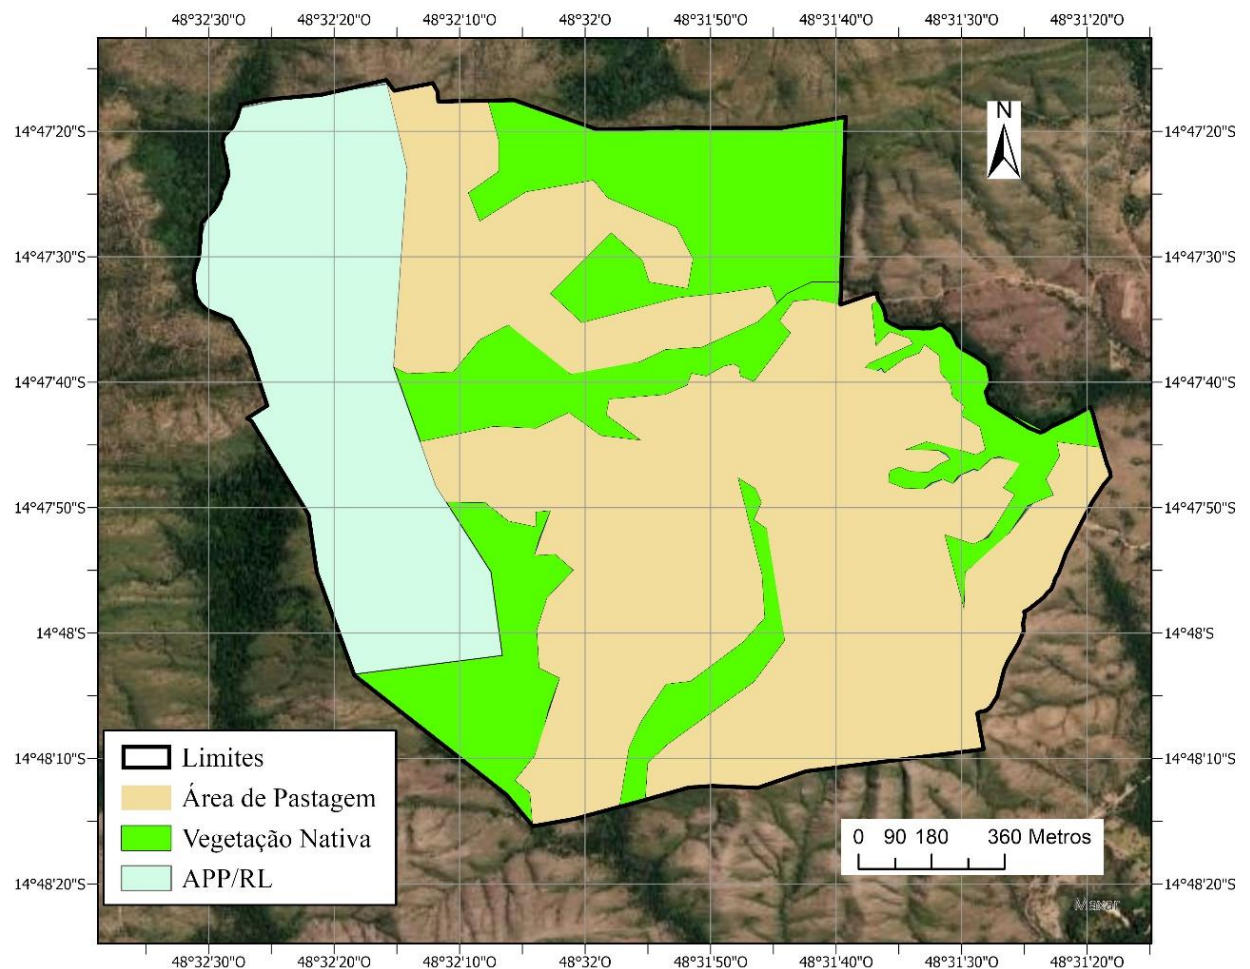 48°32'30"O 48°32'20"O 48°32'10"O 48°32'O 48°31'50"O 48°31'40"O 48°31'30"O 48°31'20"O
N
14°47'20"S 14°47'20"S
14°47'30"S 14°47'30"S
14°47'40"S 14°47'40"S
14°47'50"S 14°47'50"S
14°48'S 14°48'S
14°48'10"S 14°48'10"S
Limites
Área de Pastagem
Vegetação Nativa
APP/RL
0 90 180 360 Metros
14°48'20"S 14°48'20"S
Maxar
48°32'30"O 48°32'20"O 48°32'10"O 48°32'O 48°31'50"O 48°31'40"O 48°31'30"O 48°31'20"O